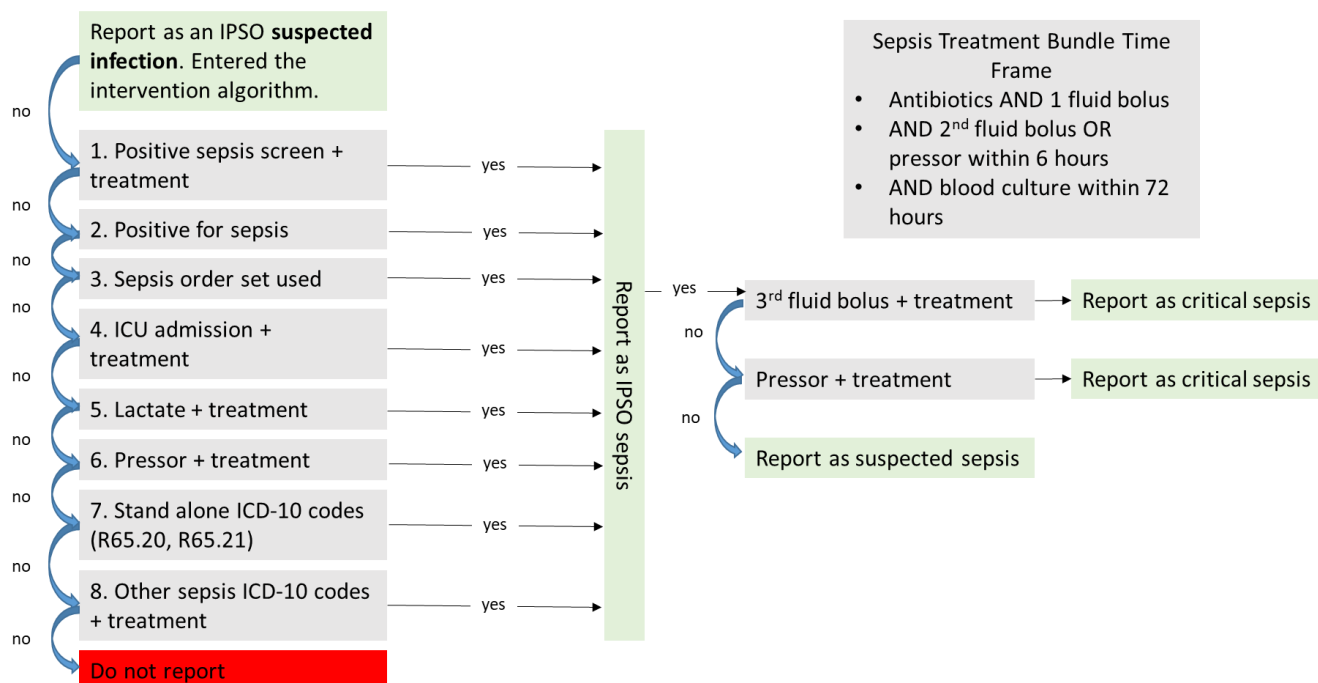 Report as an IPSO suspected
infection. Entered the
intervention algorithm.
no
1. Positive sepsis screen +
treatment
yes
no
2. Positive for sepsis
yes
no
3. Sepsis order set used
yes
no
4. ICU admission +
treatment
yes
no
5. Lactate + treatment
yes
no
6. Pressor + treatment
yes
no
7. Stand alone ICD-10 codes
(R65.20, R65.21)
yes
no
8. Other sepsis ICD-10 codes
+ treatment
yes
no
Do not report
Report as IPSO sepsis
Sepsis Treatment Bundle Time
Frame
• Antibiotics AND 1 fluid bolus
• AND 2nd fluid bolus OR
pressor within 6 hours
• AND blood culture within 72
hours
yes
3rd fluid bolus + treatment
Report as critical sepsis
no
Pressor + treatment
Report as critical sepsis
no
Report as suspected sepsis